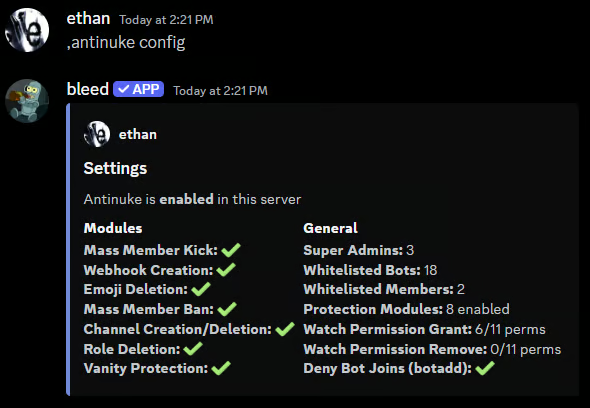 ethan Today at 2:21 PM
,antinuke config
bleed ✓ APP Today at 2:21 PM
ethan
Settings
Antinuke is enabled in this server
Modules
Mass Member Kick: ✓
Webhook Creation: ✓
Emoji Deletion: ✓
Mass Member Ban: ✓
Channel Creation/Deletion: ✓
Role Deletion: ✓
Vanity Protection: ✓
General
Super Admins: 3
Whitelisted Bots: 18
Whitelisted Members: 2
Protection Modules: 8 enabled
Watch Permission Grant: 6/11 perms
Watch Permission Remove: 0/11 perms
Deny Bot Joins (botadd): ✓